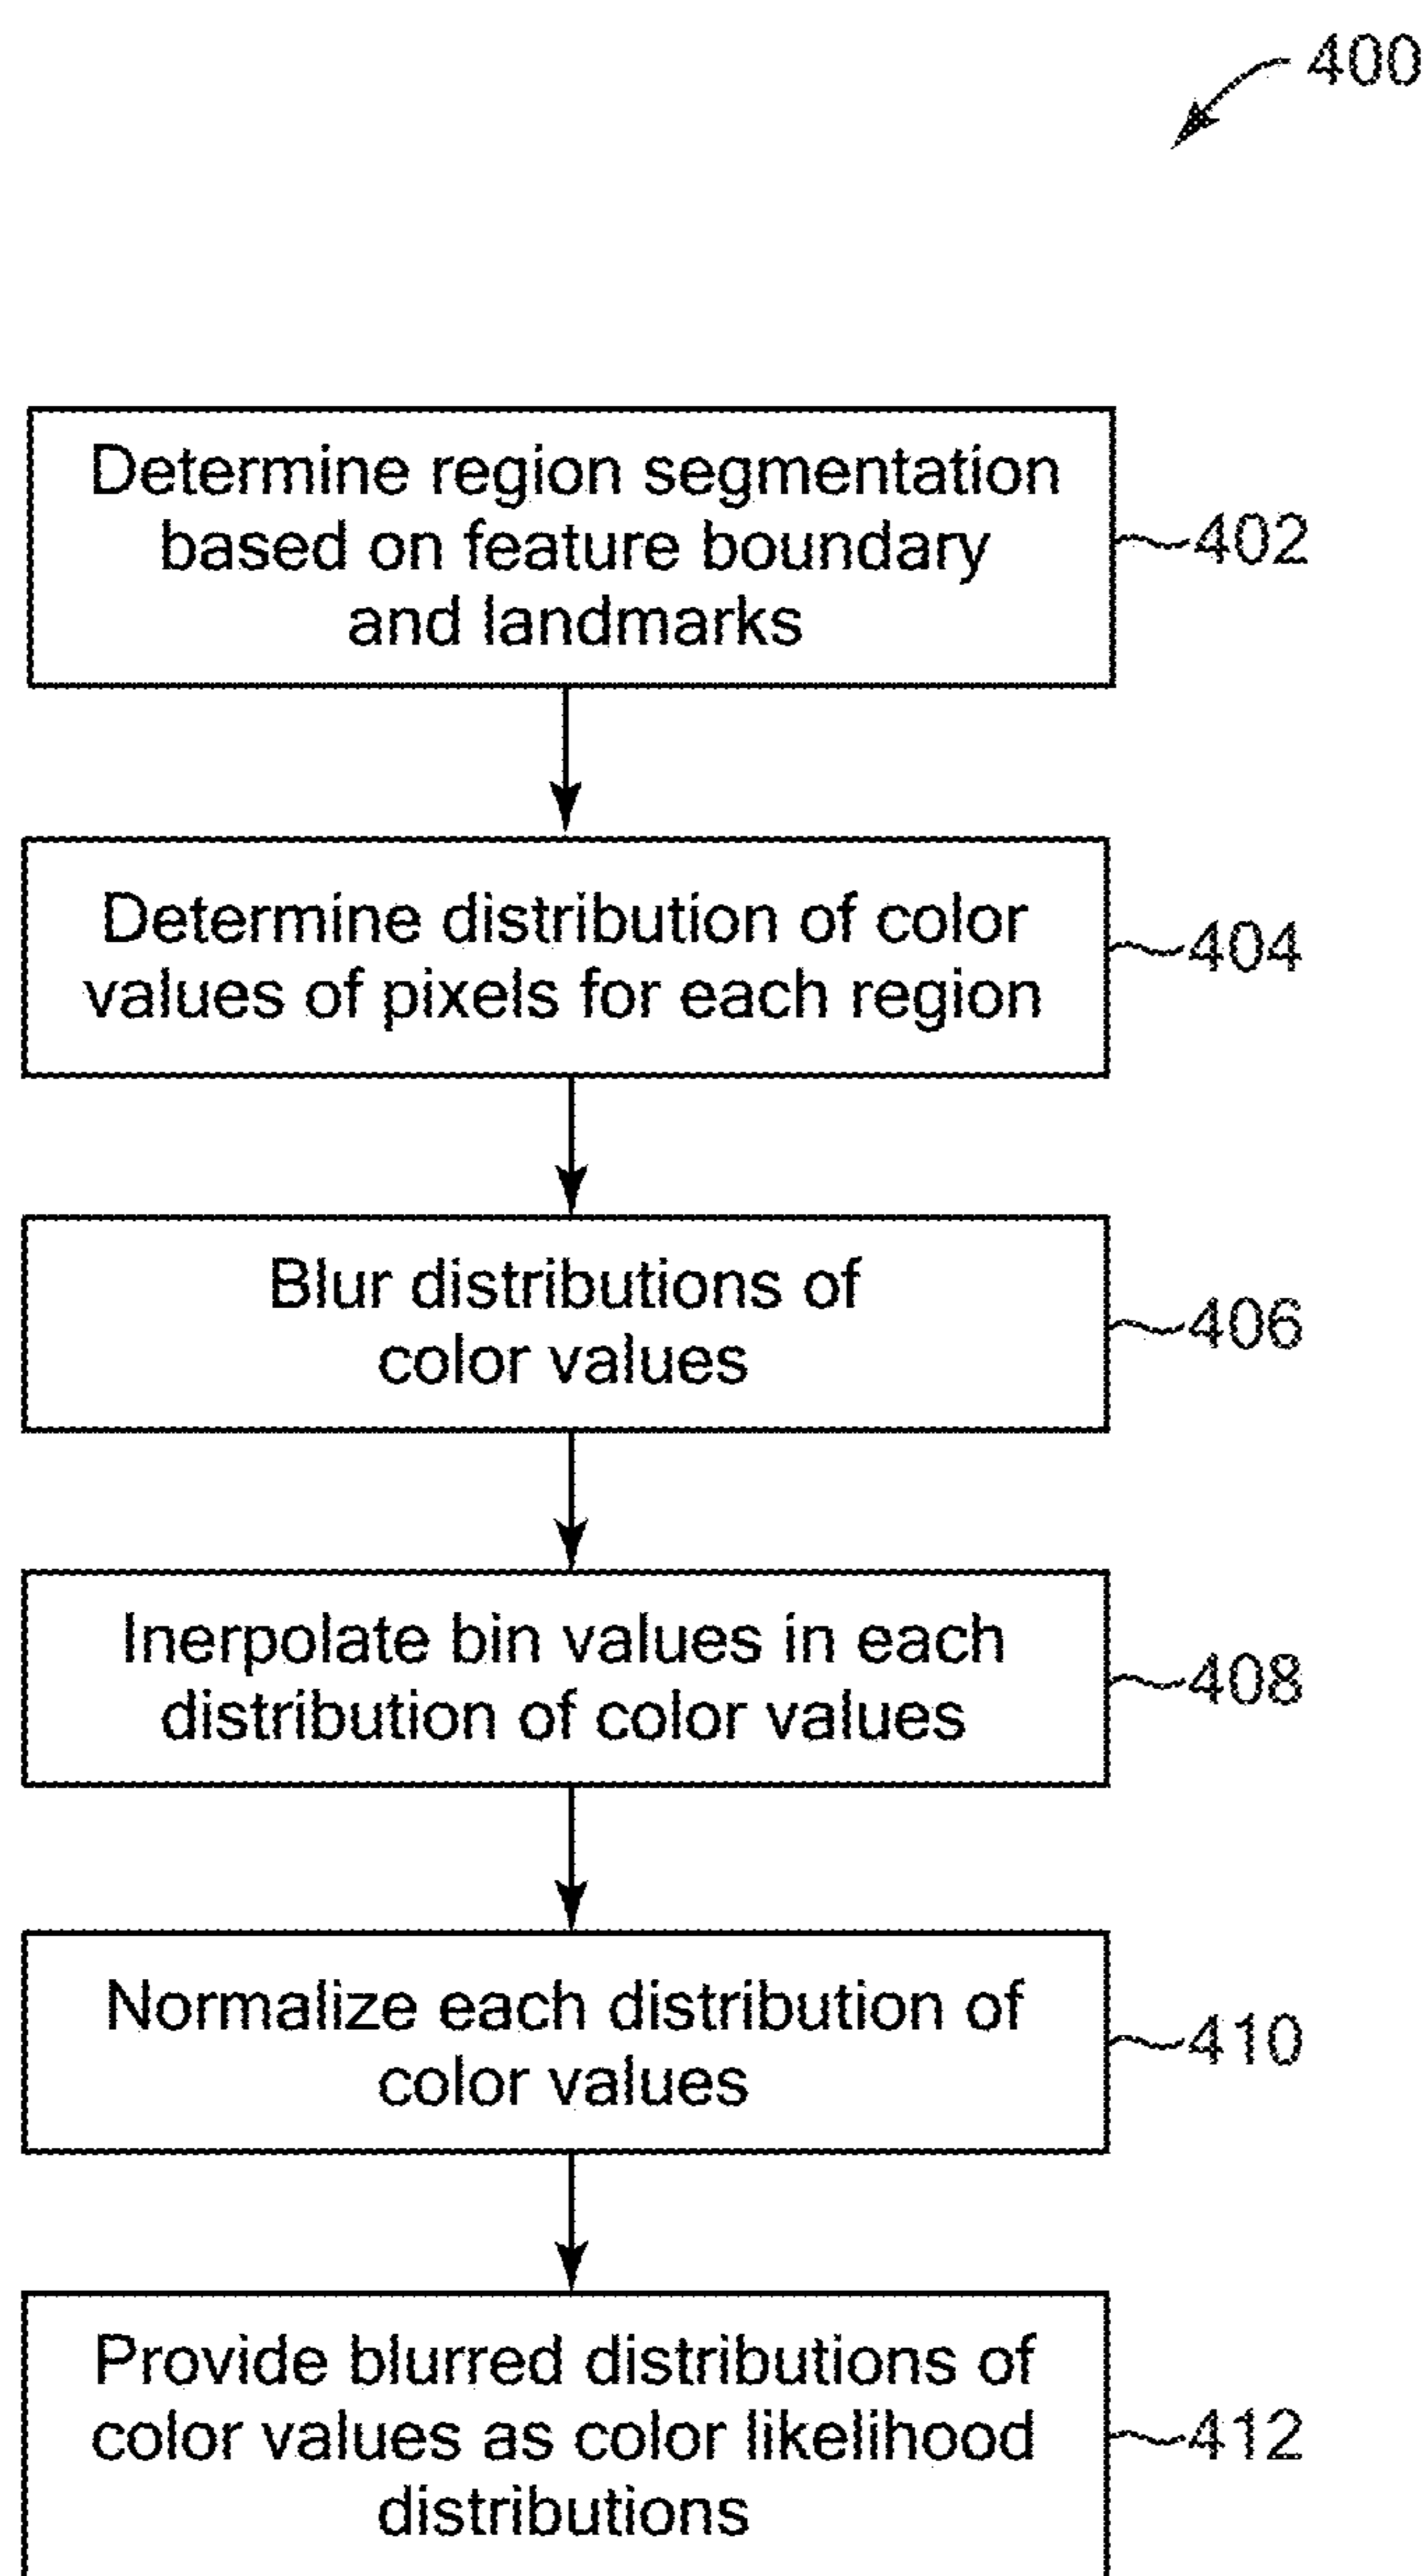 400
Determine region segmentation
based on feature boundary
and landmarks
402
Determine distribution of color
values of pixels for each region
404
Blur distributions of
color values
406
Inerpolate bin values in each
distribution of color values
408
Normalize each distribution of
color values
410
Provide blurred distributions of
color values as color likelihood
distributions
412